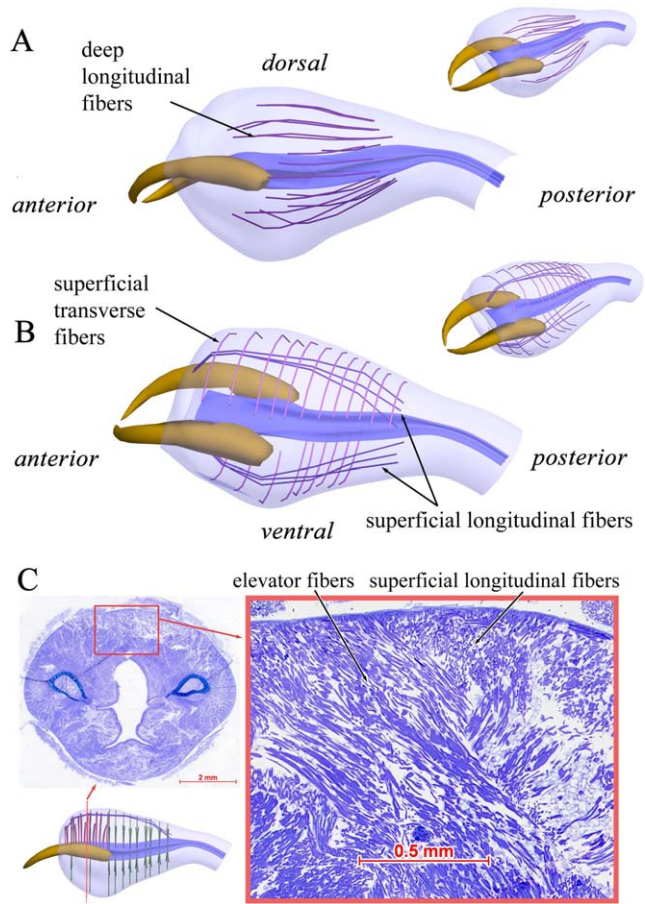 A
deep
longitudinal
fibers
dorsal
anterior
posterior
superficial
transverse
fibers
B
anterior
posterior
superficial longitudinal fibers
ventral
C
elevator fibers
superficial longitudinal fibers
2 mm
0.5 mm